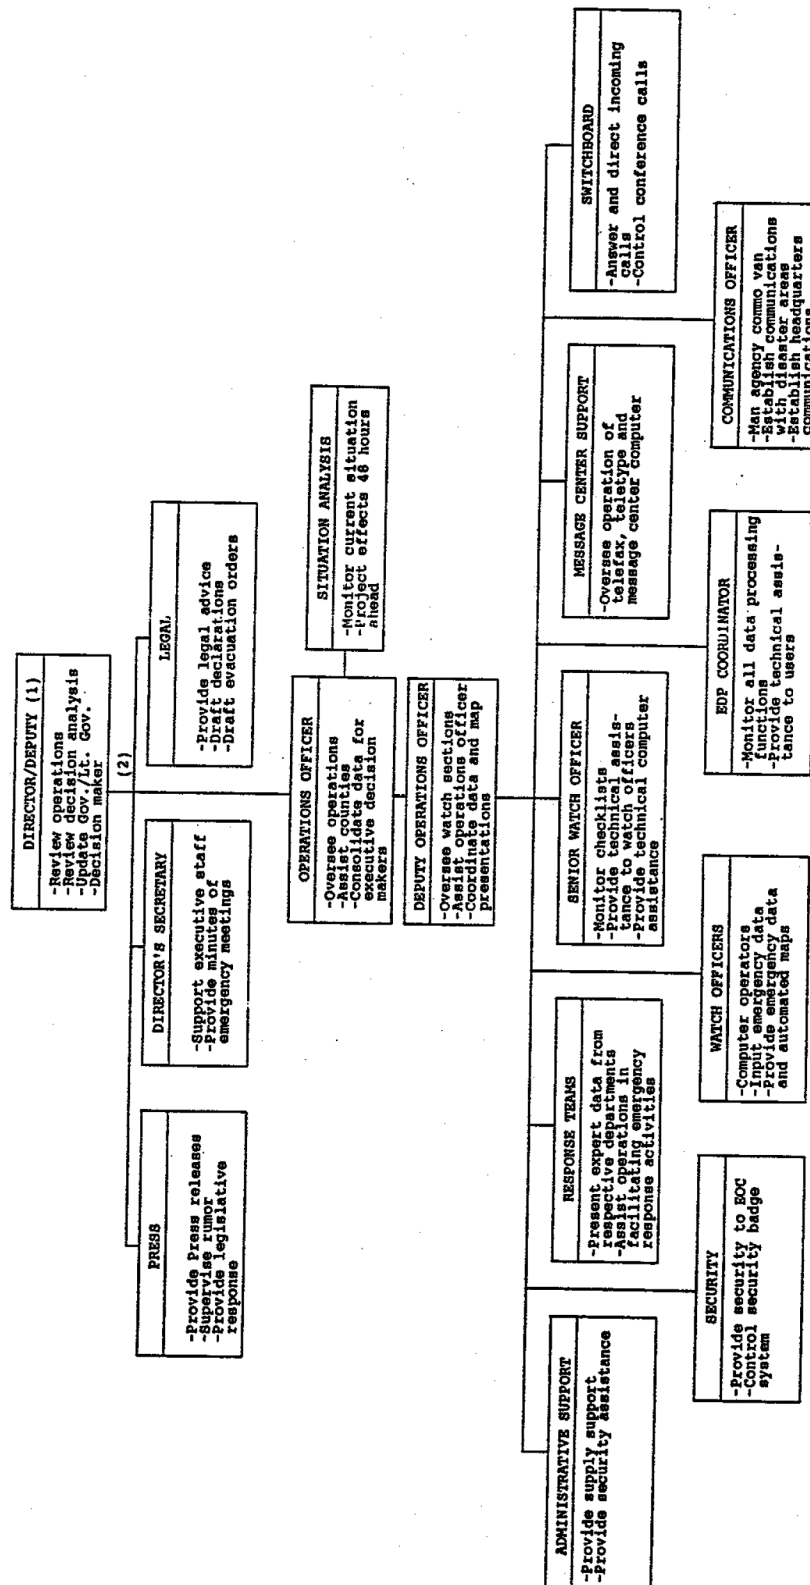 DIRECTOR/DEPUTY (1)
-Review operations
-Review decision analysis
-Update Gov./Lt. Gov.
-Decision maker
(2)
PRESS
-Provide Press releases
-Supervise rumor
-Provide legislative
response
DIRECTOR'S SECRETARY
-Support executive staff
-Provide minutes of
emergency meetings
LEGAL
-Provide legal advice
-Draft declarations
-Draft evacuation orders
OPERATIONS OFFICER
-Oversee operations
-Assist counties
-Consolidate data for
executive decision
makers
SITUATION ANALYSIS
-Monitor current situation
-Project effects 48 hours
ahead
DEPUTY OPERATIONS OFFICER
-Oversee watch sections
-Assist operations officer
-Coordinate data and map
presentations
ADMINISTRATIVE SUPPORT
-Provide supply support
-Provide security assistance
RESPONSE TEAMS
-Present expert data from
respective departments
-Assist operations in
facilitating emergency
response activities
SENIOR WATCH OFFICER
-Monitor checklists
-Provide technical assis-
tance to watch officers
-Provide technical computer
assistance
MESSAGE CENTER SUPPORT
-Oversee operation of
telefax, teletype and
message center computer
SWITCHBOARD
-Answer and direct incoming
calls
-Control conference calls
SECURITY
-Provide security to EOC
-Control security badge
system
WATCH OFFICERS
-Computer operators
-Input emergency data
-Provide emergency data
and automated maps
EDP COORDINATOR
-Monitor all data processing
functions
-Provide technical assis-
tance to users
COMMUNICATIONS OFFICER
-Man agency commo van
-Establish communications
with disaster areas
-Establish headquarters
communications